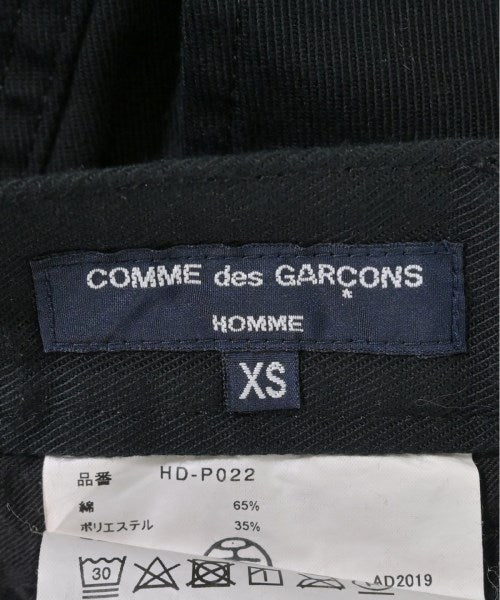 COMME des GARÇONS
HOMME
XS
品番 HD-P022
綿 65%
ポリエステル 35%
30 AD2019